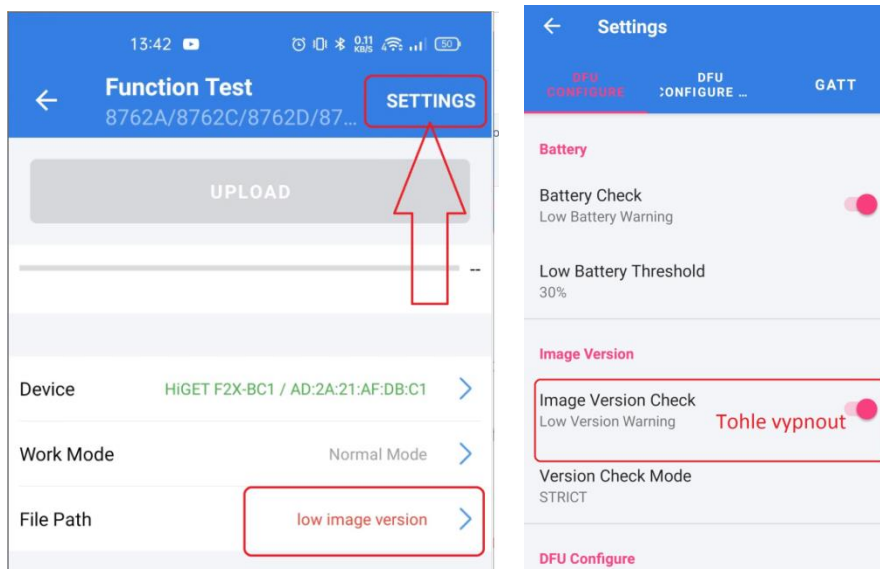 13:42
0.11 KB/S
50
Function Test
8762A/8762C/8762D/87...
SETTINGS
UPLOAD
--
Device HiGET F2X-BC1 / AD:2A:21:AF:DB:C1
Work Mode Normal Mode
File Path low image version
Settings
DFU CONFIGURE
DFU
CONFIGURE ...
GATT
Battery
Battery Check
Low Battery Warning
Low Battery Threshold
30%
Image Version
Image Version Check
Low Version Warning
Tohle vypnout
Version Check Mode
STRICT
DFU Configure